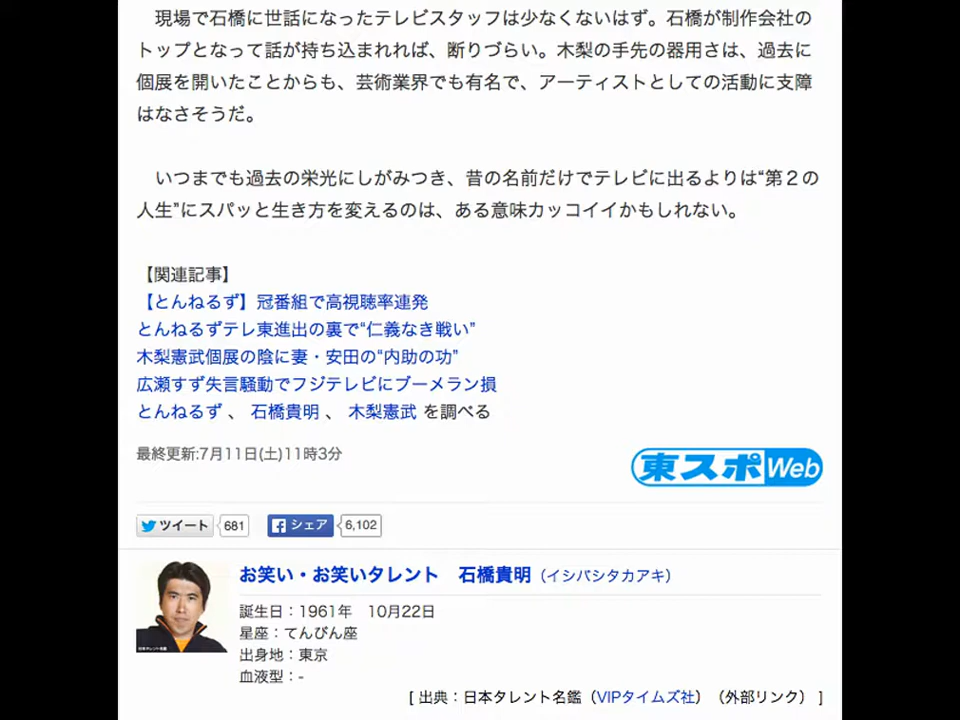 現場で石橋に世話になったテレビスタッフは少なくないはず。石橋が制作会社の
トップとなって話が持ち込まれれば、断りづらい。木梨の手先の器用さは、過去に
個展を開いたことからも、芸術業界でも有名で、アーティストとしての活動に支障
はなさそうだ。
いつまでも過去の栄光にしがみつき、昔の名前だけでテレビに出るよりは“第２の
人生”にスパッと生き方を変えるのは、ある意味カッコイイかもしれない。
【関連記事】
【とんねるず】冠番組で高視聴率連発
とんねるずテレ東進出の裏で“仁義なき戦い”
木梨憲武個展の陰に妻・安田の“内助の功”
広瀬すず失言騒動でフジテレビにブーメラン損
とんねるず 、 石橋貴明 、 木梨憲武 を調べる
最終更新:7月11日(土)11時3分
東スポWeb
ツイート 681 シェア 6,102
お笑い・お笑いタレント　石橋貴明（イシバシタカアキ）
誕生日：1961年　10月22日
星座：てんびん座
出身地：東京
血液型：-
[ 出典：日本タレント名鑑（VIPタイムズ社）（外部リンク） ]